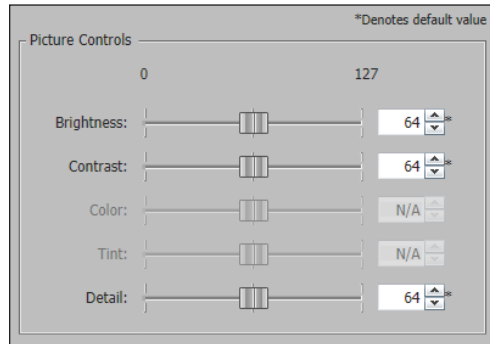 *Denotes default value
Picture Controls
0 127
Brightness: 64 *
Contrast: 64 *
Color: N/A
Tint: N/A
Detail: 64 *